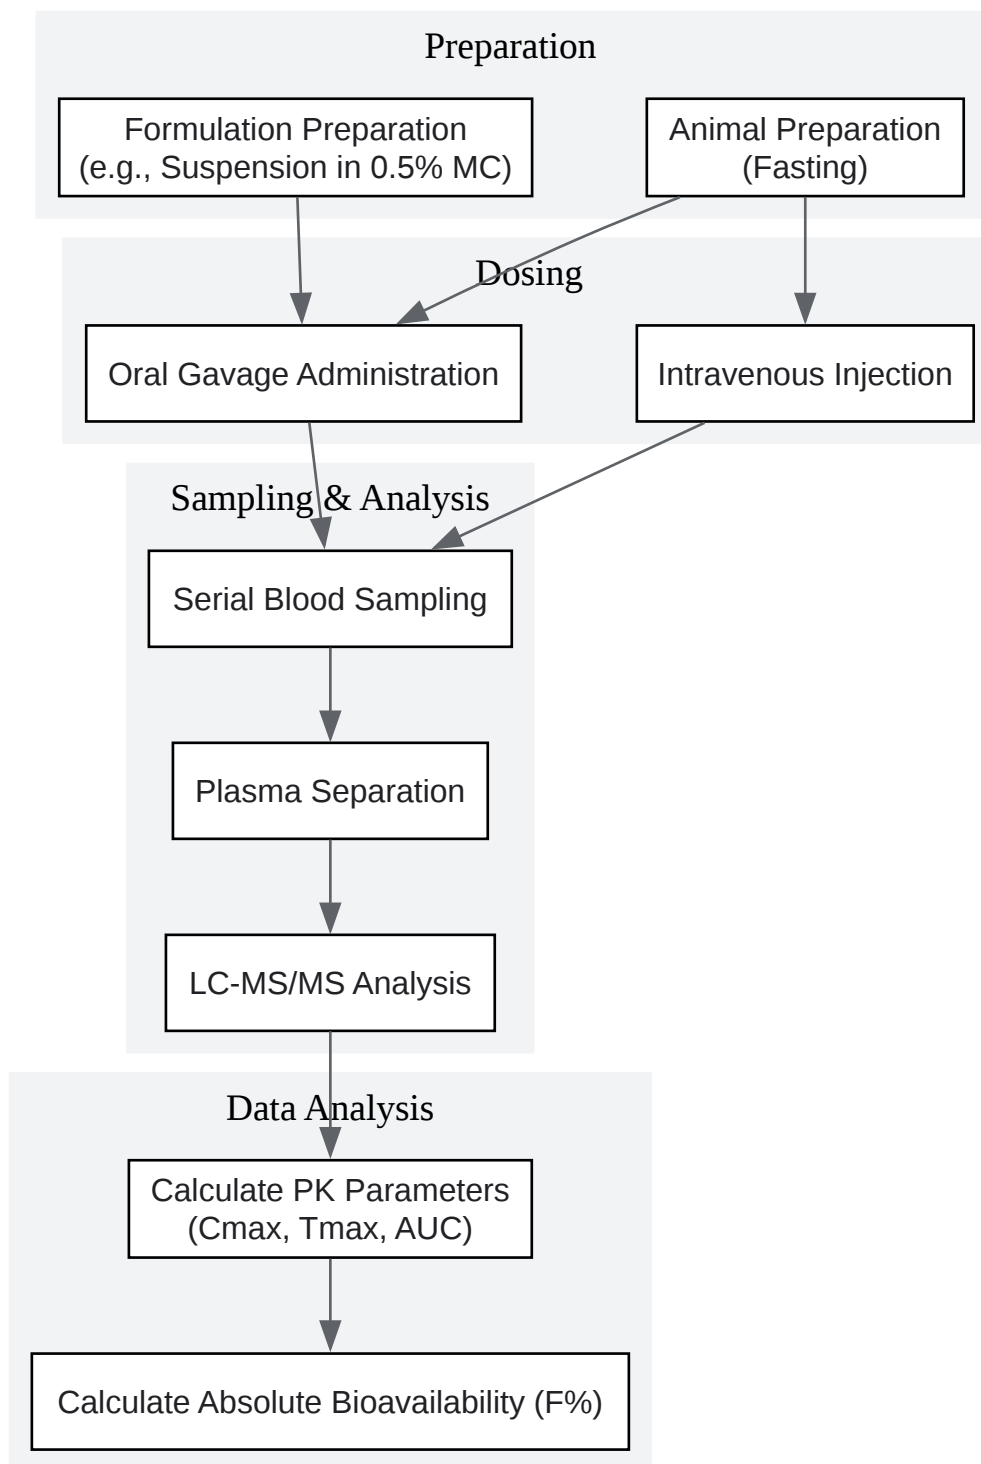 Preparation
Formulation Preparation
(e.g., Suspension in 0.5% MC)
Animal Preparation
(Fasting)
Dosing
Oral Gavage Administration
Intravenous Injection
Sampling & Analysis
Serial Blood Sampling
Plasma Separation
LC-MS/MS Analysis
Data Analysis
Calculate PK Parameters
(Cmax, Tmax, AUC)
Calculate Absolute Bioavailability (F%)